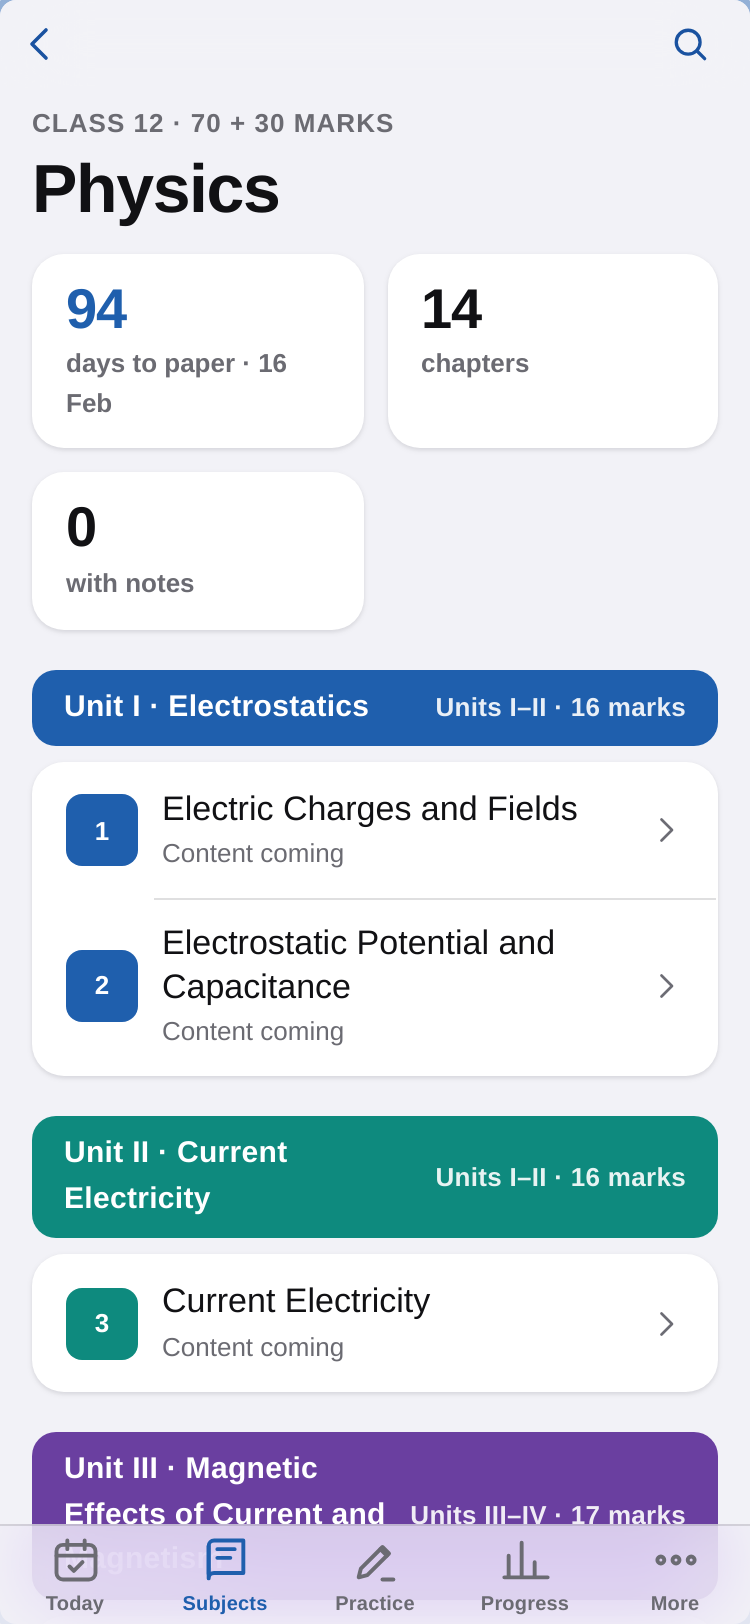 CLASS 12 · 70 + 30 MARKS
Physics
94
days to paper · 16
Feb
14
chapters
0
with notes
Unit I · Electrostatics
Units I–II · 16 marks
1
Electric Charges and Fields
Content coming
2
Electrostatic Potential and
Capacitance
Content coming
Unit II · Current
Electricity
Units I–II · 16 marks
3
Current Electricity
Content coming
Unit III · Magnetic
Effects of Current and
Magnetism
Units III–IV · 17 marks
Today
Subjects
Practice
Progress
More